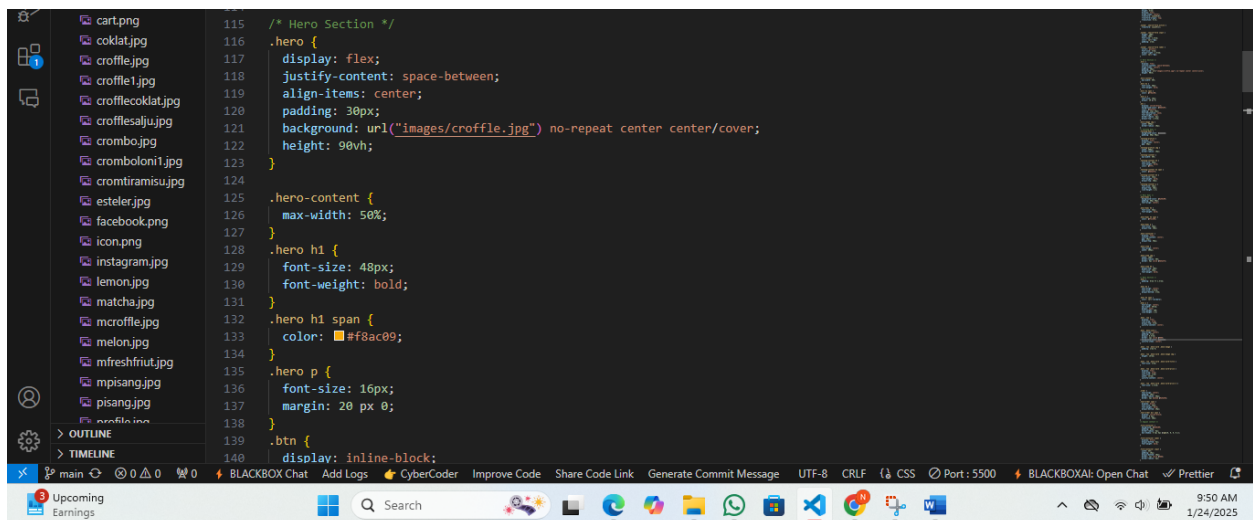 cart.png
coklat.jpg
croffle.jpg
croffle1.jpg
crofflecoklat.jpg
crofflesalju.jpg
crombo.jpg
cromboloni1.jpg
cromtiramisu.jpg
esteler.jpg
facebook.png
icon.png
instagram.jpg
lemon.jpg
matcha.jpg
mcroffle.jpg
melon.jpg
mfreshfriut.jpg
mpisang.jpg
pisang.jpg
> OUTLINE
> TIMELINE
1
115 /* Hero Section */
116 .hero {
117 display: flex;
118 justify-content: space-between;
119 align-items: center;
120 padding: 30px;
121 background: url("images/croffle.jpg") no-repeat center center/cover;
122 height: 90vh;
123 }
124
125 .hero-content {
126 max-width: 50%;
127 }
128 .hero h1 {
129 font-size: 48px;
130 font-weight: bold;
131 }
132 .hero h1 span {
133 color: #f8ac09;
134 }
135 .hero p {
136 font-size: 16px;
137 margin: 20 px 0;
138 }
139 .btn {
140 display: inline-block;
main 0 0 0 BLACKBOX Chat Add Logs CyberCoder Improve Code Share Code Link Generate Commit Message UTF-8 CRLF CSS Port : 5500 BLACKBOXAI: Open Chat Prettier
3 Upcoming
Earnings
Search
N
9:50 AM
1/24/2025